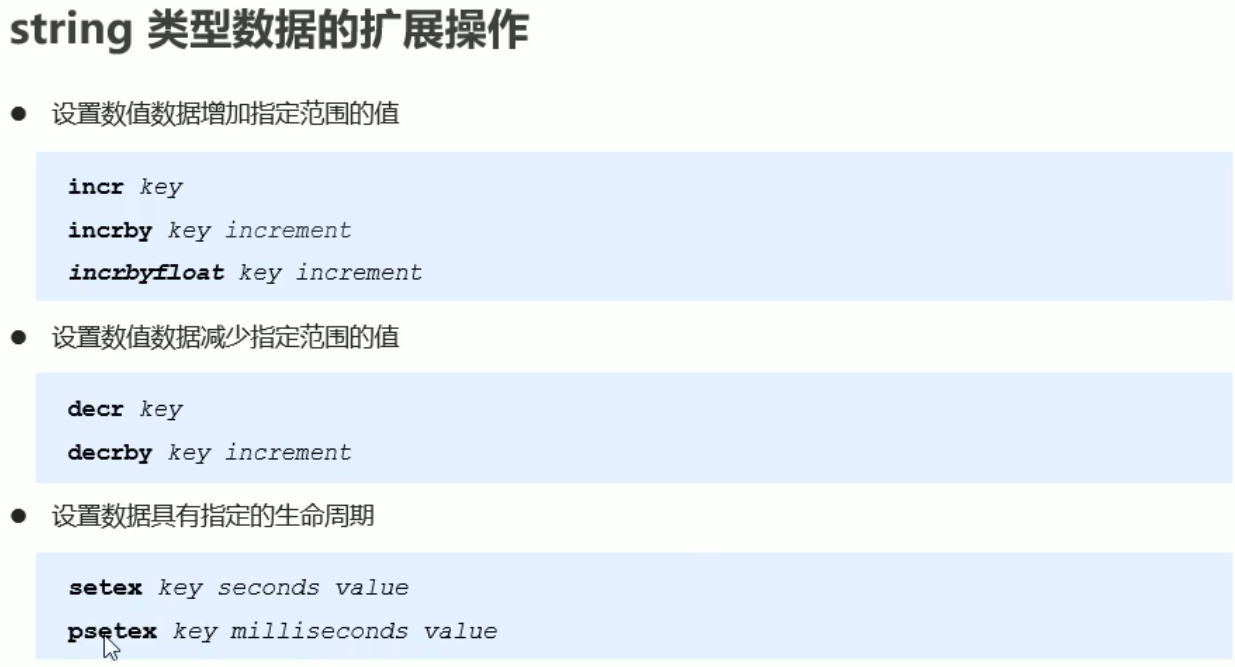 string 类型数据的扩展操作
● 设置数值数据增加指定范围的值
incr key
incrby key increment
incrbyfloat key increment
● 设置数值数据减少指定范围的值
decr key
decrby key increment
● 设置数据具有指定的生命周期
setex key seconds value
psetex key milliseconds value